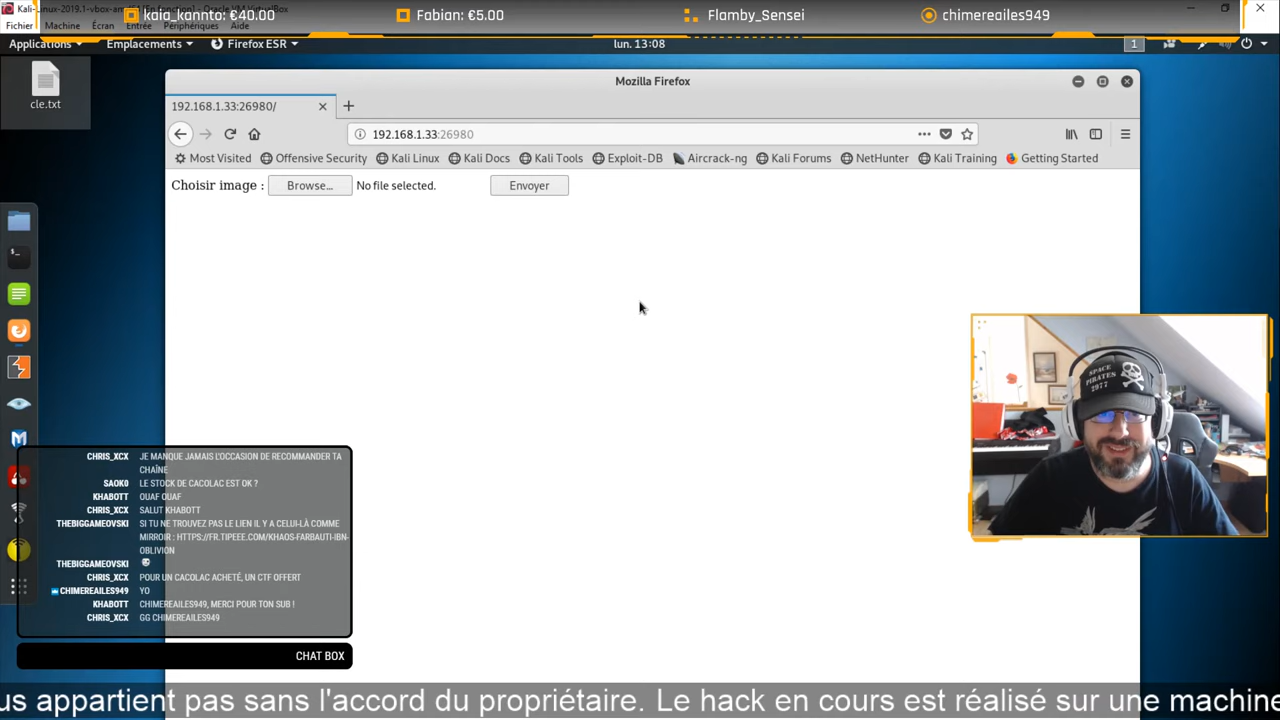 kaia_kannto: €40.00
Fabian: €5.00
Flamby_Sensei
chimereailes949
Fichier Machine Écran Entrée Périphériques Aide
Applications Emplacements Firefox ESR lun. 13:08 1
cle.txt
Mozilla Firefox
192.168.1.33:26980/
192.168.1.33:26980
Most Visited Offensive Security Kali Linux Kali Docs Kali Tools Exploit-DB Aircrack-ng Kali Forums NetHunter Kali Training Getting Started
Choisir image : Browse... No file selected. Envoyer
SPACE
PIRATES
2977
CHRIS_XCX JE MANQUE JAMAIS L'OCCASION DE RECOMMANDER TA
CHAÎNE
SAOK0 LE STOCK DE CACOLAC EST OK ?
KHABOTT OUAF OUAF
CHRIS_XCX SALUT KHABOTT
THEBIGGAMEOVSKI SI TU NE TROUVEZ PAS LE LIEN IL Y A CELUI-LÀ COMME
MIRROIR : HTTPS://FR.TIPEEE.COM/KHAOS-FARBAUTI-IBN-
OBLIVION
THEBIGGAMEOVSKI
CHRIS_XCX POUR UN CACOLAC ACHETÉ, UN CTF OFFERT
CHIMEREAILES949 YO
KHABOTT CHIMEREAILES949, MERCI POUR TON SUB !
CHRIS_XCX GG CHIMEREAILES949
CHAT BOX
us appartient pas sans l'accord du propriétaire. Le hack en cours est réalisé sur une machine